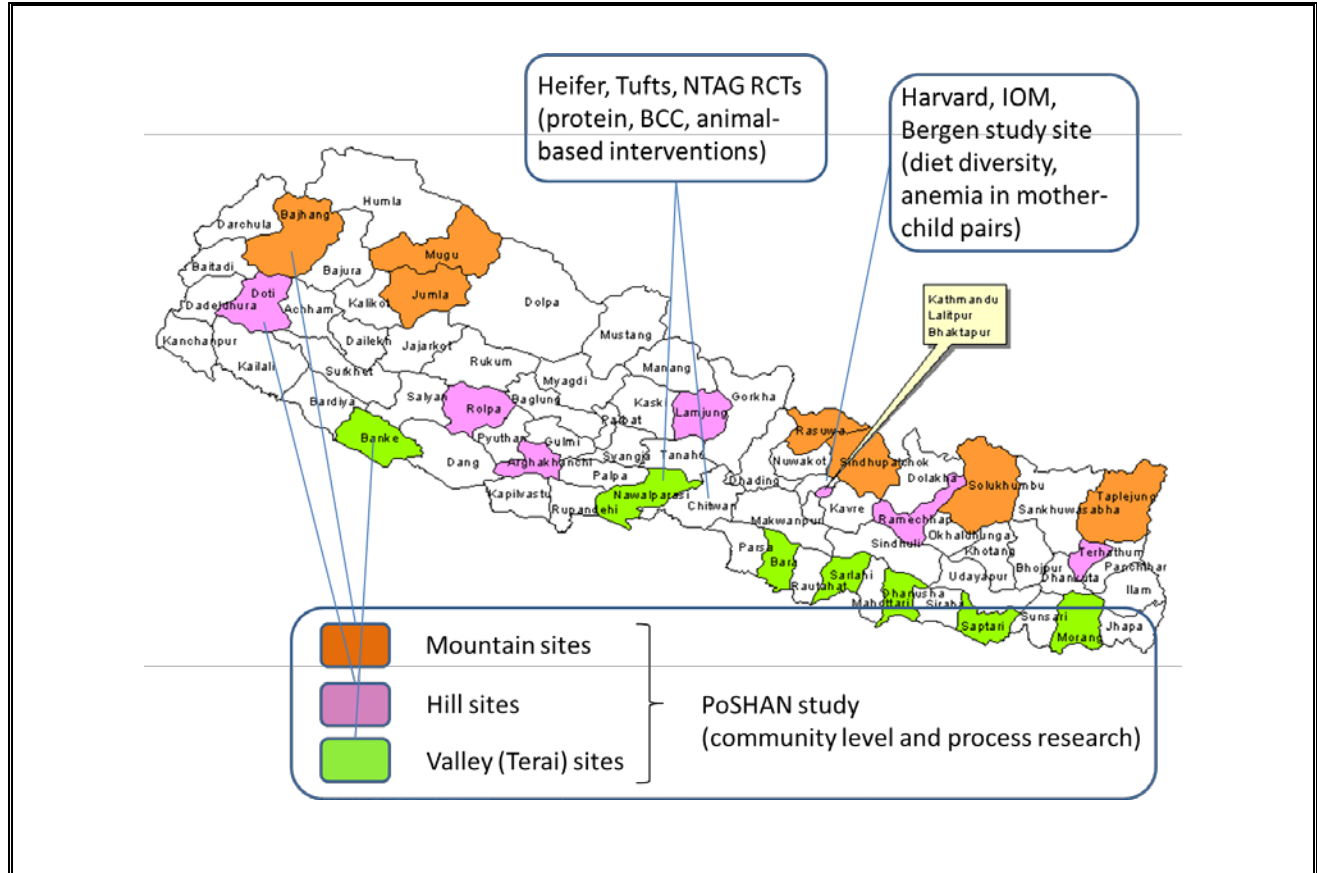 Heifer, Tufts, NTAG RCTs
(protein, BCC, animal-
based interventions)
Harvard, IOM,
Bergen study site
(diet diversity,
anemia in mother-
child pairs)
Kathmandu
Lalitpur
Bhaktapur
Humla
Darchula
Bajhang
Mugu
Baitadi
Bajura
Doti
Jumla
Dadeldhura
Achham
Kalikot
Dolpa
Kanchanpur
Dailekh
Jajarkot
Mustang
Kailali
Surkhet
Rukum
Manang
Bardiya
Salyan
Myagdi
Rolpa
Baglung
Kaski
Lamjung
Gorkha
Parbat
Banke
Pyuthan
Gulmi
Syangja
Tanahu
Rasuwa
Dang
Arghakhanchi
Palpa
Nuwakot
Sindhupalchok
Dhading
Dolakha
Solukhumbu
Taplejung
Sankhuwasabha
Kapilvastu
Nawalparasi
Rupandehi
Chitwan
Makwanpur
Kavre
Ramechhap
Okhaldhunga
Sindhuli
Khotang
Terhathum
Panchthar
Parsa
Bara
Bhojpur
Dhankuta
Rautahat
Sarlahi
Udayapur
Ilam
Mahottari
Dhanusha
Siraha
Saptari
Sunsari
Morang
Jhapa
Mountain sites
Hill sites
Valley (Terai) sites
PoSHAN study
(community level and process research)